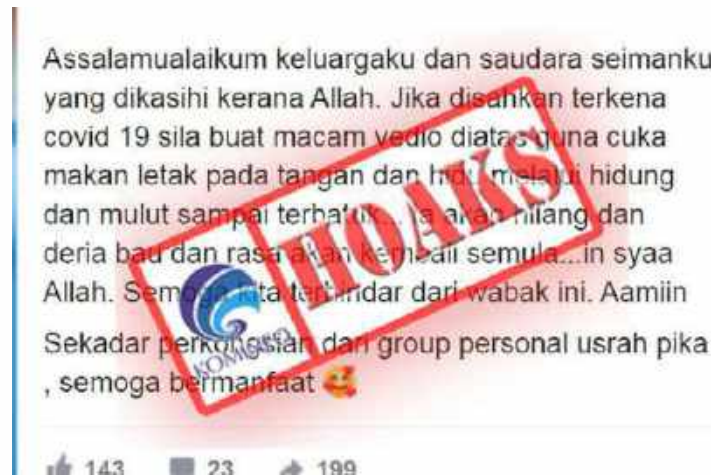 Assalamualaikum keluargaku dan saudara seimanku
yang dikasihi kerana Allah. Jika disahkan terkena
covid 19 sila buat macam vedio diatas guna cuka
makan letak pada tangan dan hidu melalui hidung
dan mulut sampai terbatuk... ia akan hilang dan
deria bau dan rasa akan kembali semula...in syaa
Allah. Semoga kita terhindar dari wabak ini. Aamiin
Sekadar perkongsian dari group personal usrah pika
, semoga bermanfaat 🥰
HOAKS
KOMINFO
143 23 199